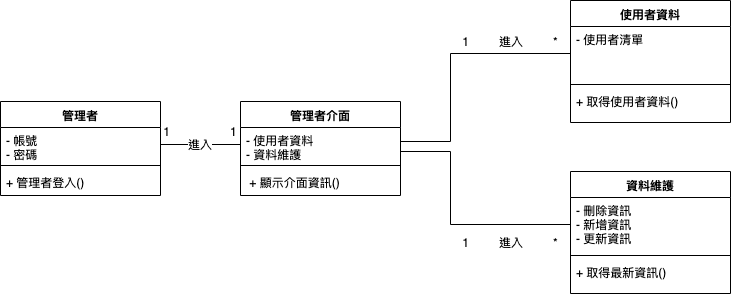 使用者資料
- 使用者清單
+ 取得使用者資料()
1 進入 *
管理者
- 帳號
- 密碼
+ 管理者登入()
1 進入 1
管理者介面
- 使用者資料
- 資料維護
+ 顯示介面資訊()
資料維護
- 刪除資訊
- 新增資訊
- 更新資訊
+ 取得最新資訊()
1 進入 *